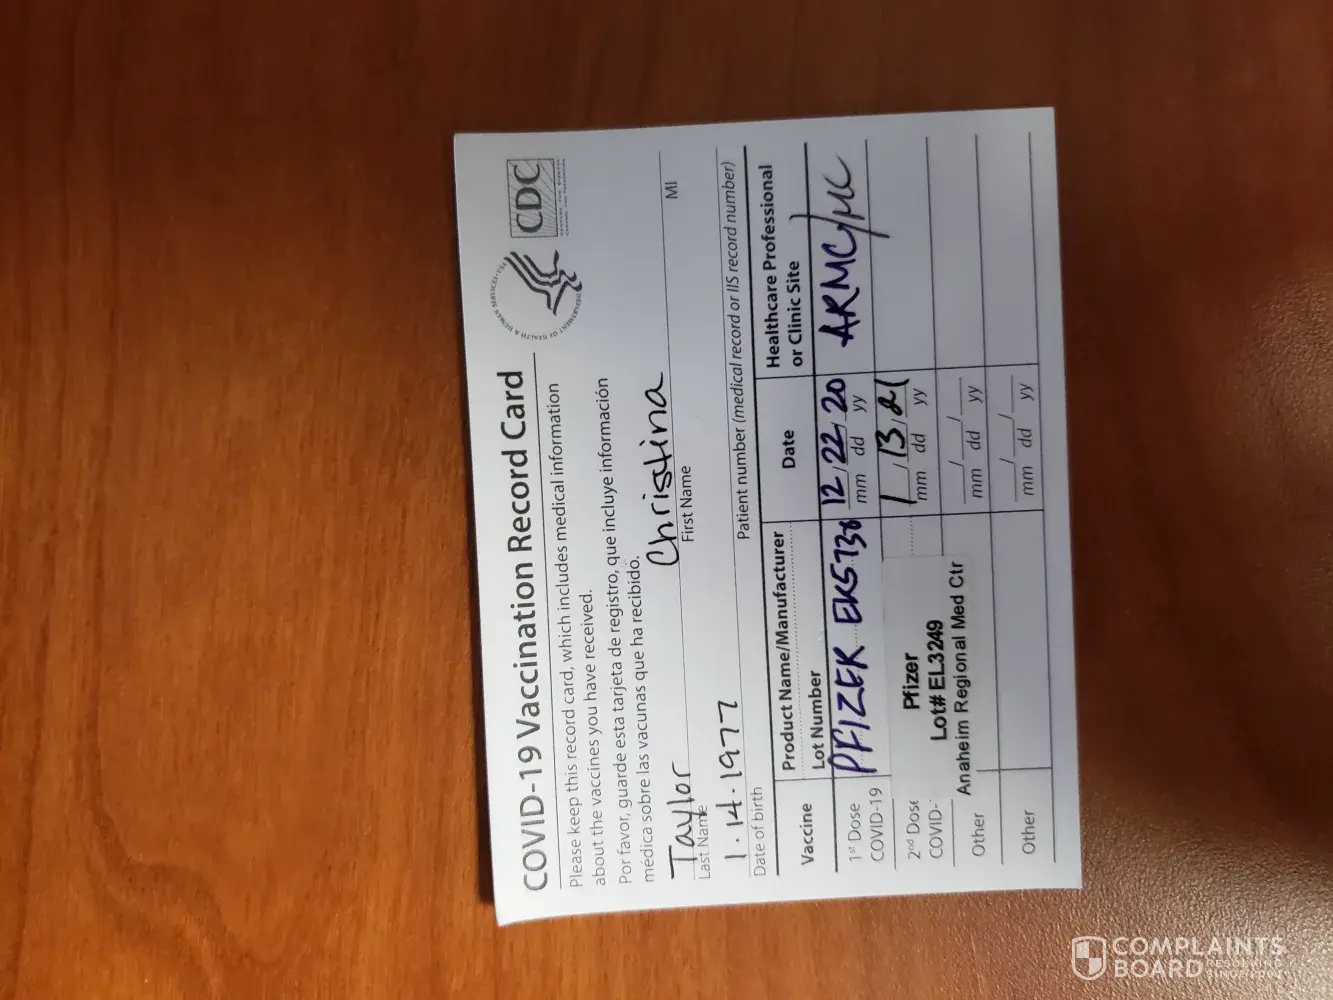 COVID-19 Vaccination Record Card
CDC
Please keep this record card, which includes medical information
about the vaccines you have received.
Por favor, guarde esta tarjeta de registro, que incluye información
médica sobre las vacunas que ha recibido.
Taylor Christina
Last Name First Name MI
1.14.1977
Date of birth Patient number (medical record or IIS record number)
Vaccine Product Name/Manufacturer Date Healthcare Professional
Lot Number or Clinic Site
1st Dose PFIZER 12/22/20 ARMC/
COVID-19 mm dd yy
2nd Dose Pfizer 1/13/21
COVID- Lot# EL3249 mm dd yy
Anaheim Regional Med Ctr
Other mm dd yy
Other mm dd yy
COMPLAINTS
BOARD RESOLVING